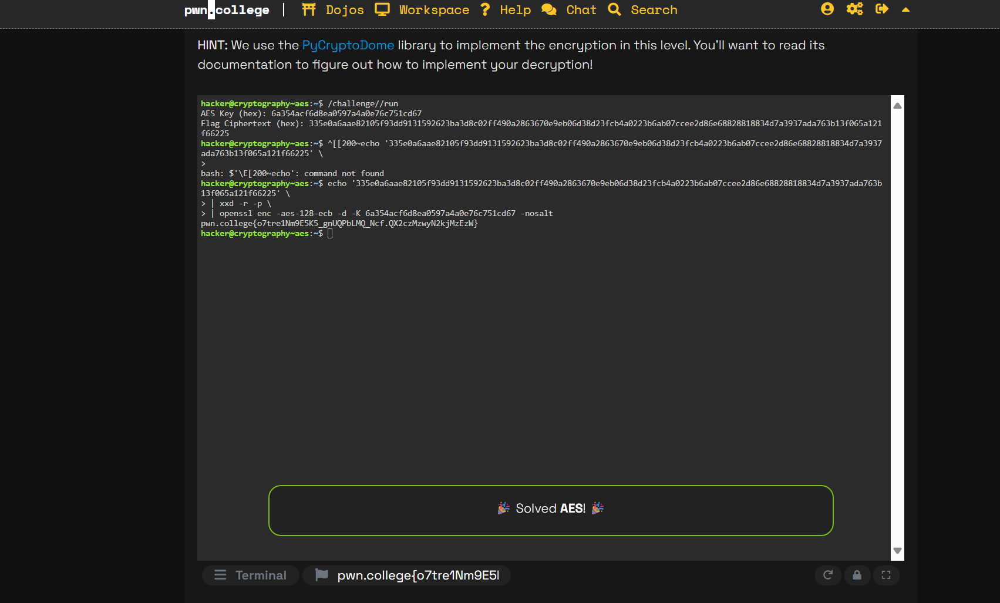 pwn.college | Dojos Workspace ? Help Chat Search
HINT: We use the PyCryptoDome library to implement the encryption in this level. You'll want to read its
documentation to figure out how to implement your decryption!
hacker@cryptography~aes:~$ /challenge//run
AES Key (hex): 6a354acf6d8ea0597a4a0e76c751cd67
Flag Ciphertext (hex): 335e0a6aae82105f93dd9131592623ba3d8c02ff490a2863670e9eb06d38d23fcb4a0223b6ab07ccee2d86e68828818834d7a3937ada763b13f065a121
f66225
hacker@cryptography~aes:~$ ^[[200~echo '335e0a6aae82105f93dd9131592623ba3d8c02ff490a2863670e9eb06d38d23fcb4a0223b6ab07ccee2d86e68828818834d7a3937
ada763b13f065a121f66225' \
>
bash: $'\E[200~echo': command not found
hacker@cryptography~aes:~$ echo '335e0a6aae82105f93dd9131592623ba3d8c02ff490a2863670e9eb06d38d23fcb4a0223b6ab07ccee2d86e68828818834d7a3937ada763b
13f065a121f66225' \
> | xxd -r -p \
> | openssl enc -aes-128-ecb -d -K 6a354acf6d8ea0597a4a0e76c751cd67 -nosalt
pwn.college{o7tre1Nm9E5K5_gnUQPbLMQ_Ncf.QX2czMzwyN2kjMzEzW}
hacker@cryptography~aes:~$
🎉 Solved AES! 🎉
Terminal pwn.college{o7tre1Nm9E5